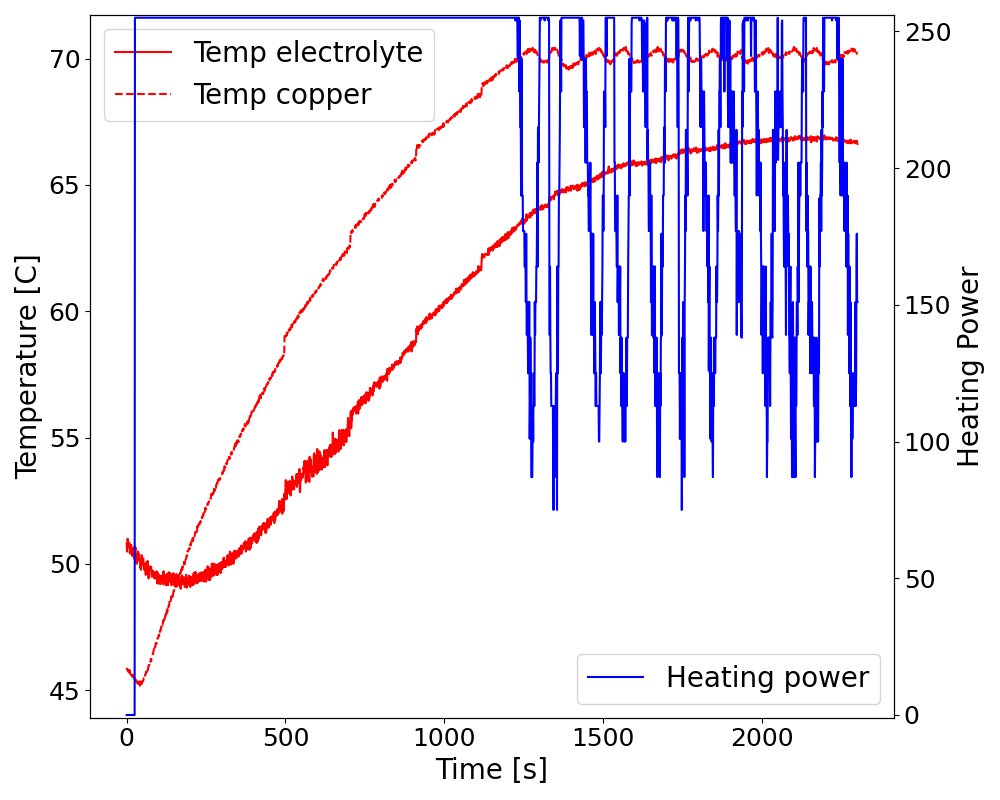 Temp electrolyte
Temp copper
Heating power
Temperature [C]
70
65
60
55
50
45
Heating Power
250
200
150
100
50
0
0 500 1000 1500 2000
Time [s]